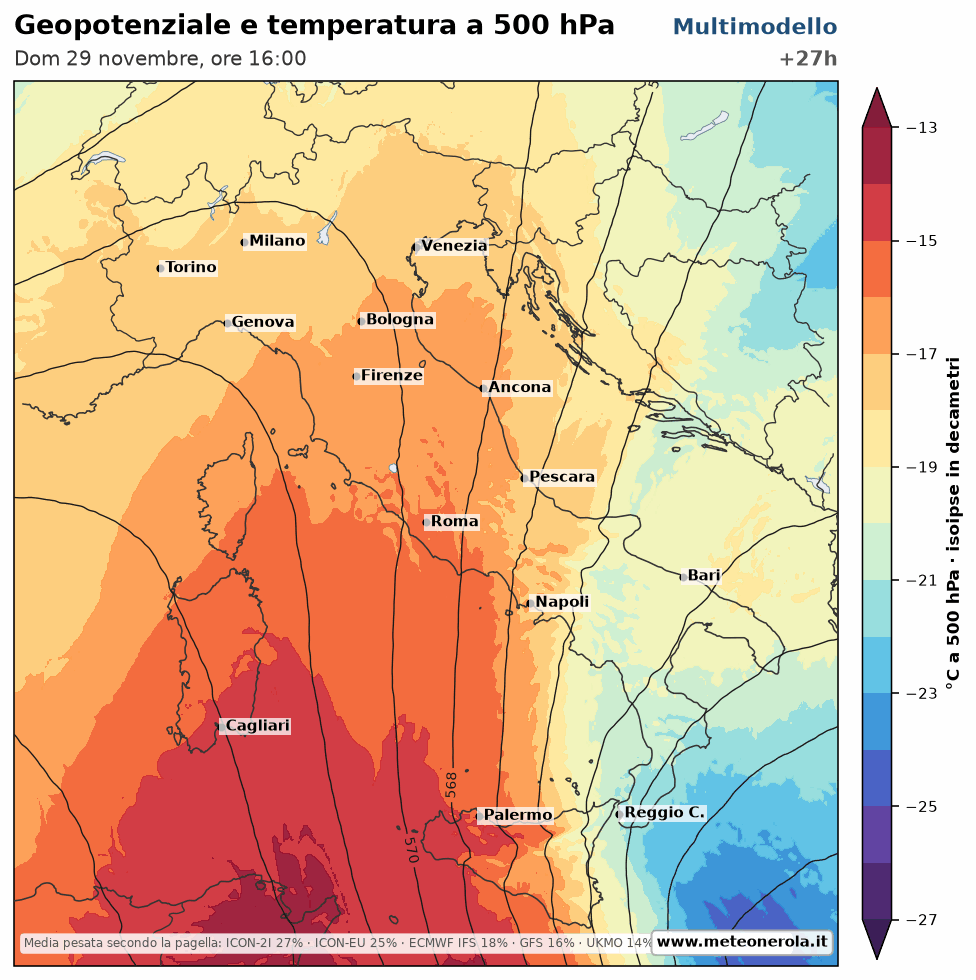 Geopotenziale e temperatura a 500 hPa
Multimodello
Dom 29 novembre, ore 16:00
+27h
Milano
Venezia
Torino
Genova
Bologna
Firenze
Ancona
Pescara
Roma
Bari
Napoli
Cagliari
568
Palermo
Reggio C.
570
−13
−15
−17
−19
−21
−23
−25
−27
°C a 500 hPa · isoipse in decametri
Media pesata secondo la pagella: ICON-2I 27% · ICON-EU 25% · ECMWF IFS 18% · GFS 16% · UKMO 14%
www.meteonerola.it